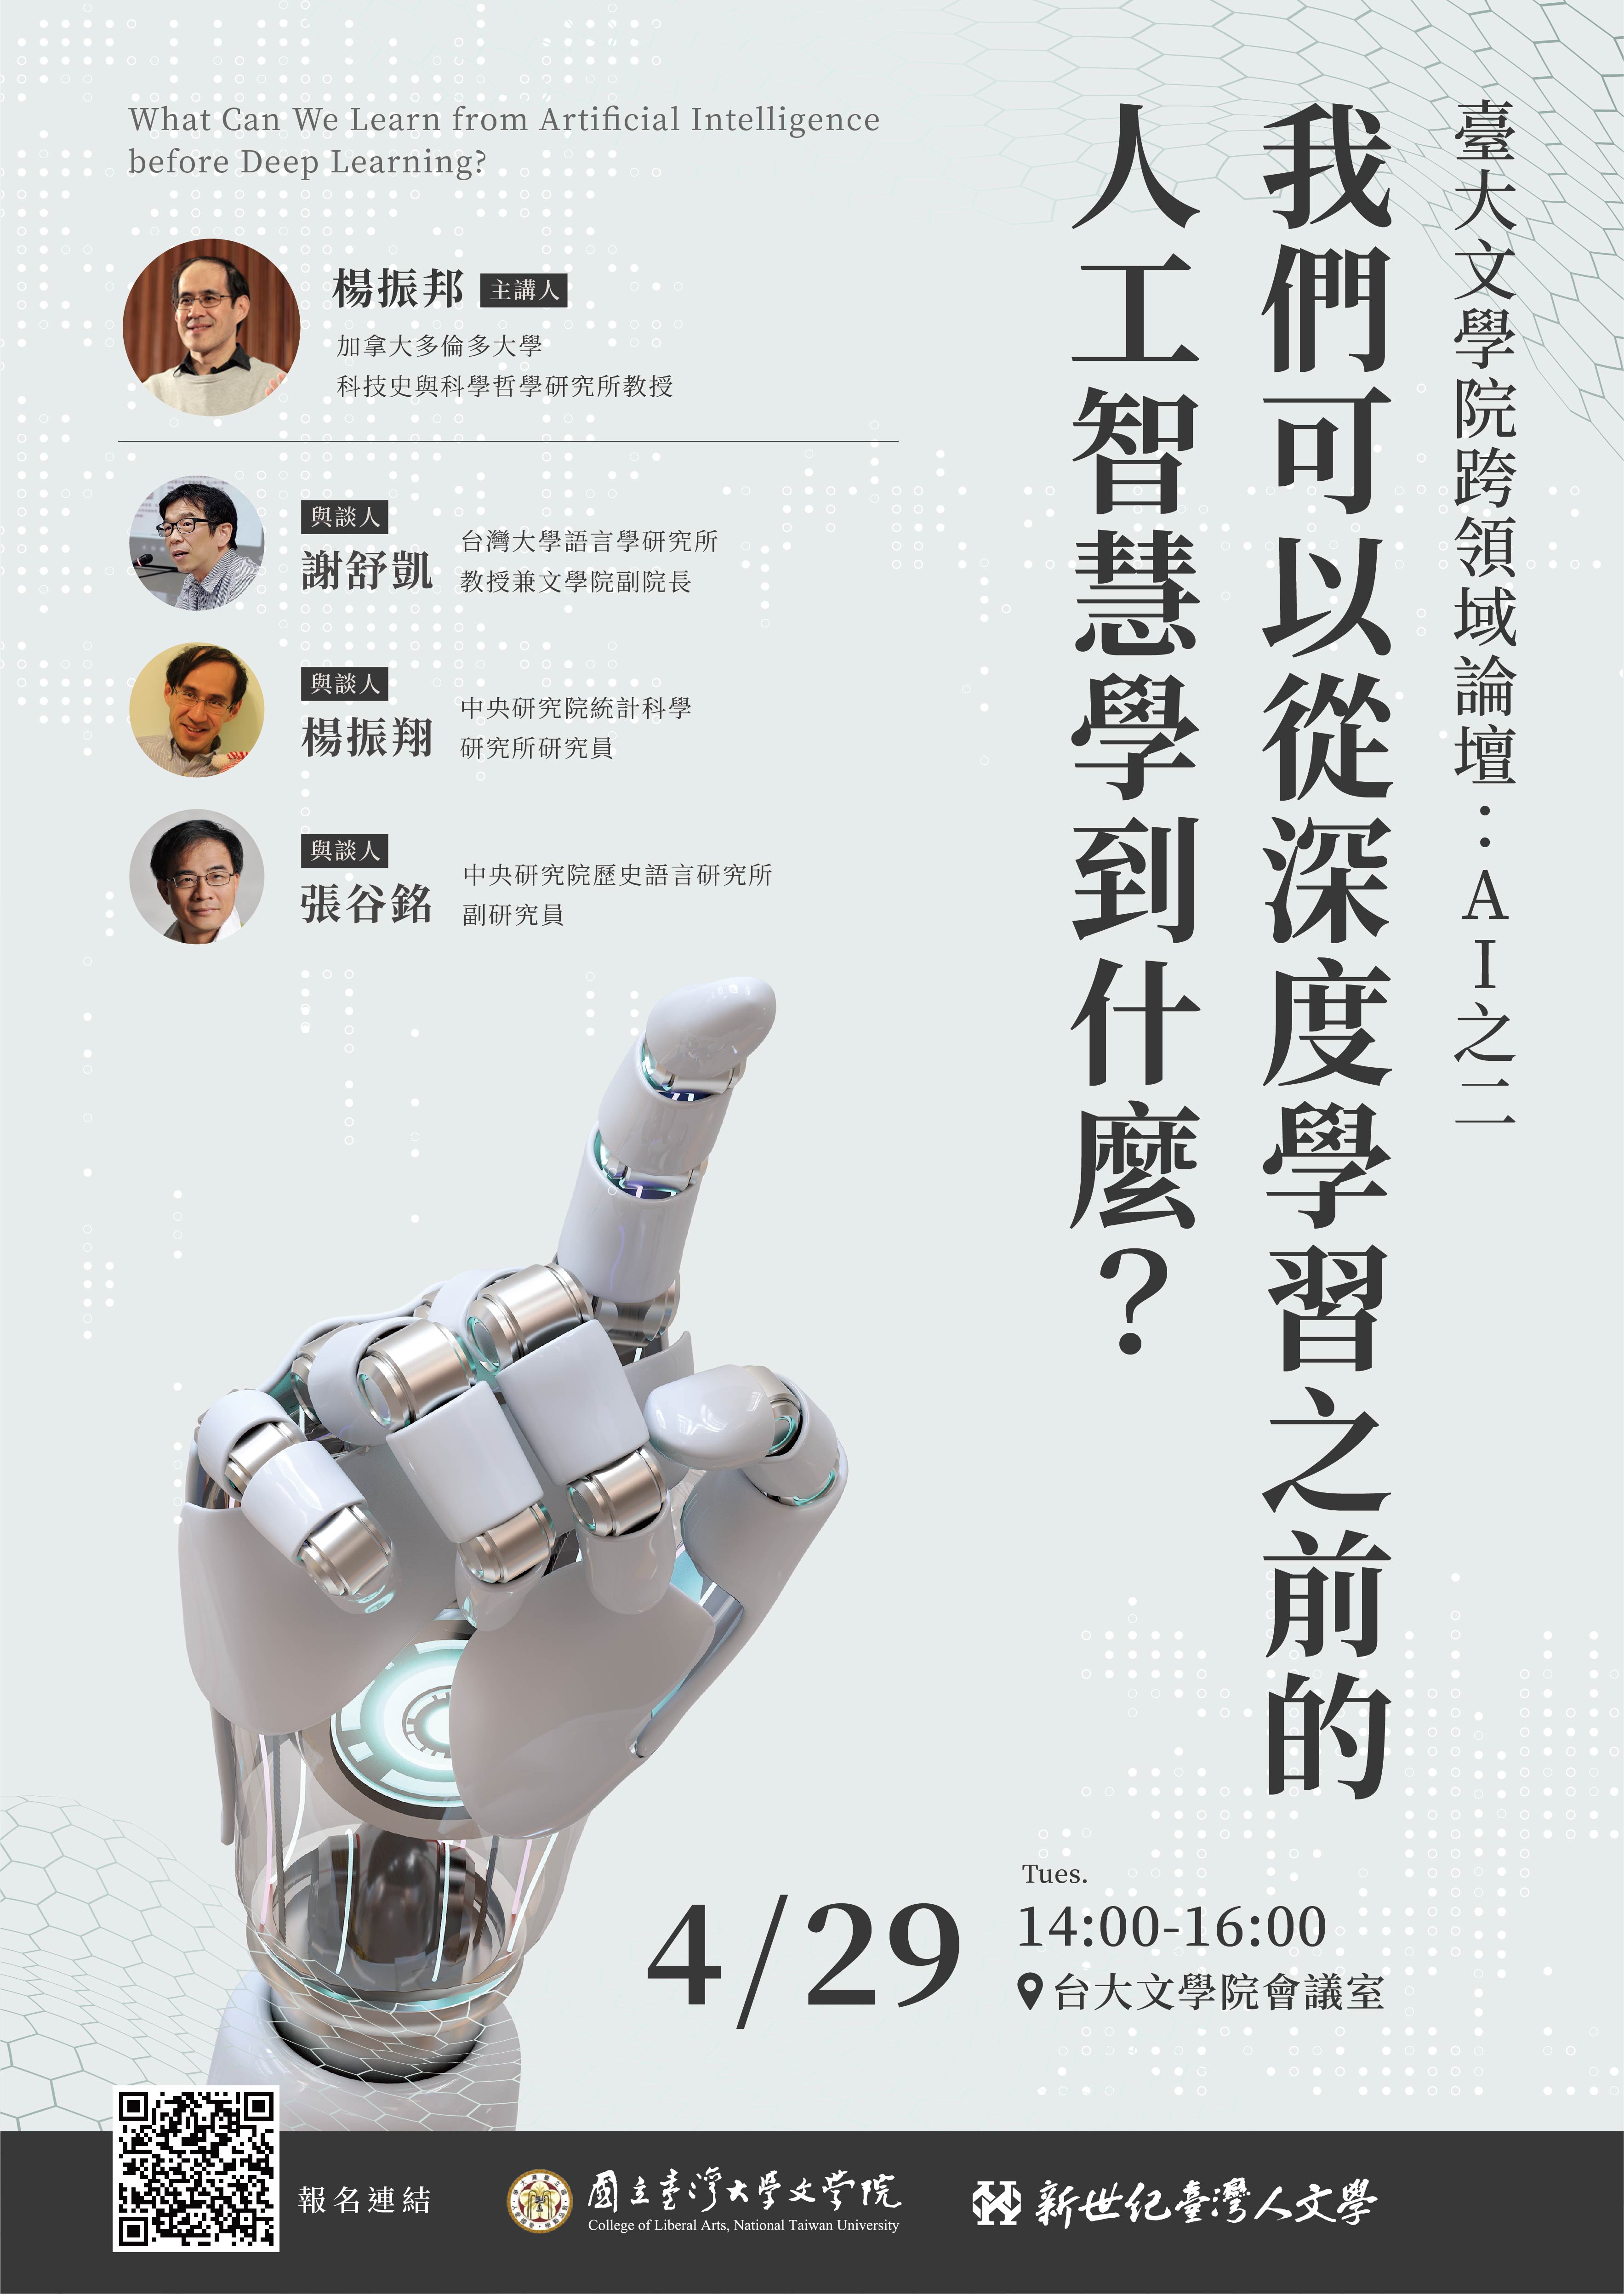 臺大文學院跨領域論壇：AI之二
我們可以從深度學習之前的
人工智慧學到什麼？
What Can We Learn from Artificial Intelligence
before Deep Learning?
楊振邦 主講人
加拿大多倫多大學
科技史與科學哲學研究所教授
與談人
謝舒凱
台灣大學語言學研究所
教授兼文學院副院長
與談人
楊振翔
中央研究院統計科學
研究所研究員
與談人
張谷銘
中央研究院歷史語言研究所
副研究員
4/29
Tues.
14:00-16:00
台大文學院會議室
報名連結
國立臺灣大學文学院
College of Liberal Arts, National Taiwan University
新世紀臺灣人文學